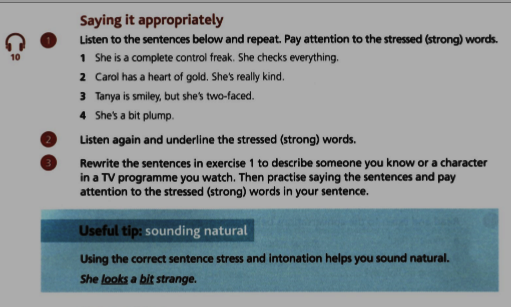 Saying it appropriately
10
1 Listen to the sentences below and repeat. Pay attention to the stressed (strong) words.
1 She is a complete control freak. She checks everything.
2 Carol has a heart of gold. She's really kind.
3 Tanya is smiley, but she's two-faced.
4 She's a bit plump.
2 Listen again and underline the stressed (strong) words.
3 Rewrite the sentences in exercise 1 to describe someone you know or a character
in a TV programme you watch. Then practise saying the sentences and pay
attention to the stressed (strong) words in your sentence.
Useful tip: sounding natural
Using the correct sentence stress and intonation helps you sound natural.
She looks a bit strange.